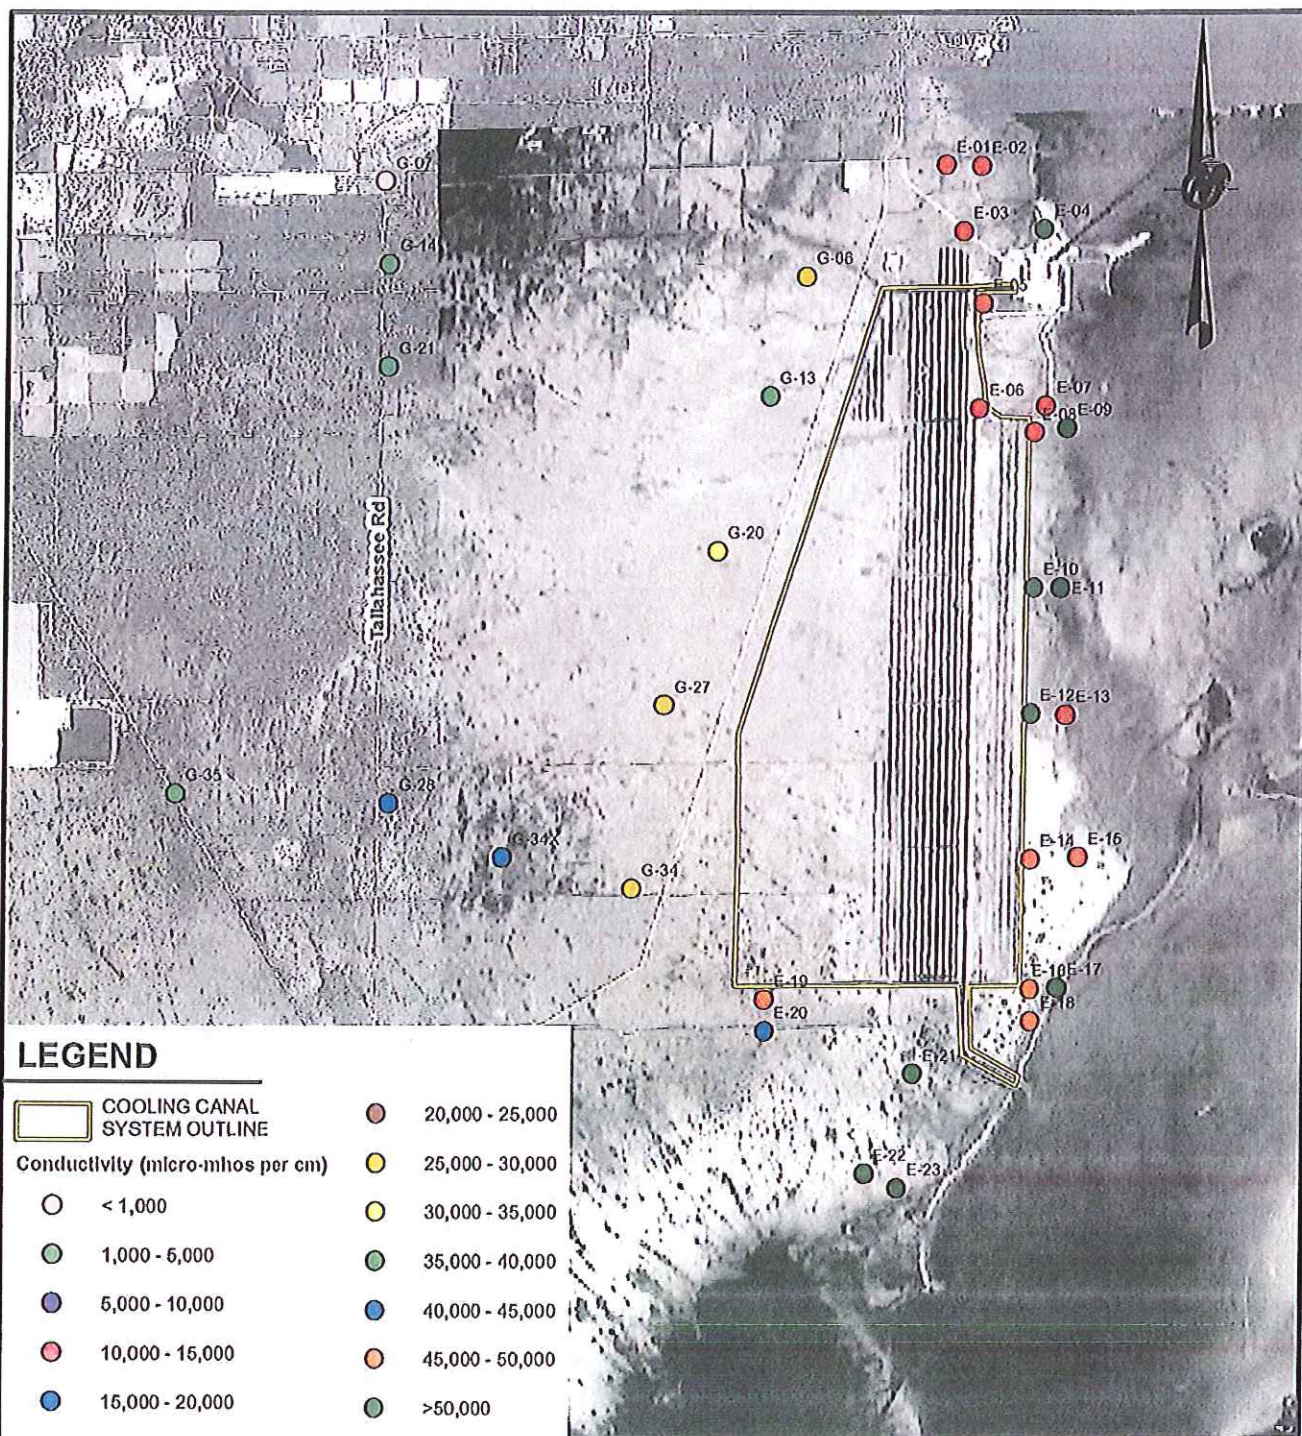 E-01 E-02
G-07
E-03
E-04
G-14
G-06
G-21
G-13
E-06
E-07
E-08
E-09
Tallahassee Rd
G-20
E-10
E-11
G-27
E-12
E-13
G-35
G-28
G-34X
G-34
E-14
E-15
E-19
E-16
E-17
E-18
E-20
E-21
E-22
E-23
LEGEND
COOLING CANAL
SYSTEM OUTLINE
Conductivity (micro-mhos per cm)
< 1,000
1,000 - 5,000
5,000 - 10,000
10,000 - 15,000
15,000 - 20,000
20,000 - 25,000
25,000 - 30,000
30,000 - 35,000
35,000 - 40,000
40,000 - 45,000
45,000 - 50,000
>50,000